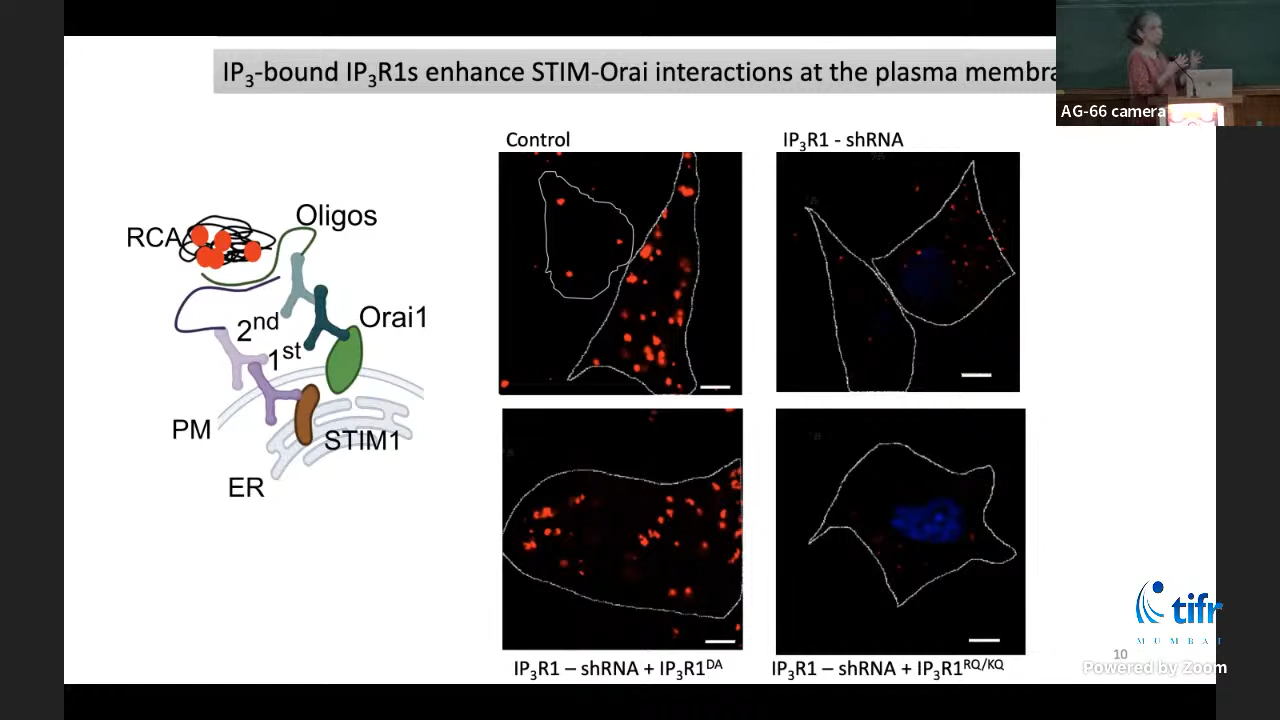 IP₃-bound IP₃R1s enhance STIM-Orai interactions at the plasma membra
AG-66 camera
Control
IP₃R1 - shRNA
RCA
Oligos
2nd
1st
Orai1
PM
STIM1
ER
IP₃R1 – shRNA + IP₃R1ᴰᴬ
IP₃R1 – shRNA + IP₃R1RQ/KQ
tifr
MUMBAI
10
Powered by Zoom